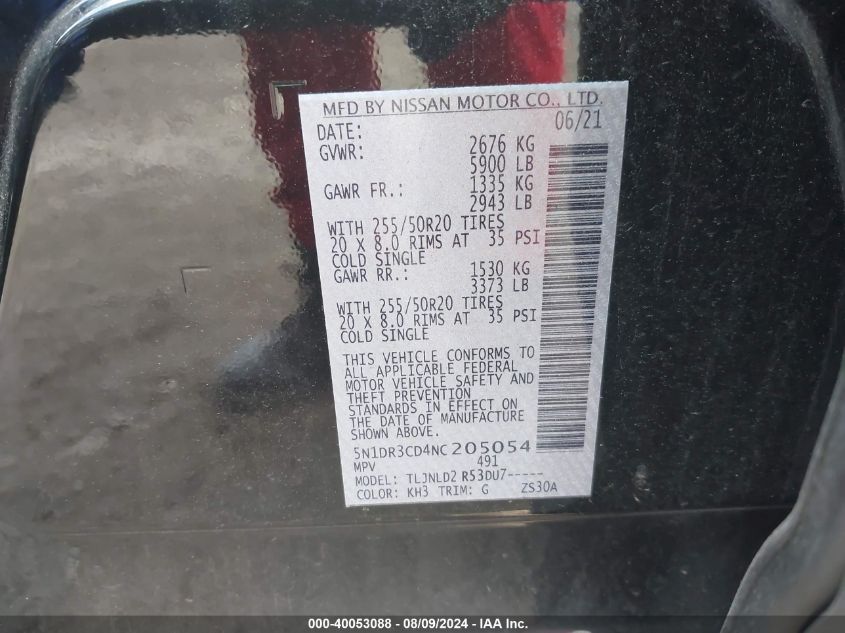 MFD BY NISSAN MOTOR CO., LTD.
DATE: 06/21
GVWR: 2676 KG
5900 LB
GAWR FR.: 1335 KG
2943 LB
WITH 255/50R20 TIRES
20 X 8.0 RIMS AT 35 PSI
COLD SINGLE
GAWR RR.: 1530 KG
3373 LB
WITH 255/50R20 TIRES
20 X 8.0 RIMS AT 35 PSI
COLD SINGLE
THIS VEHICLE CONFORMS TO
ALL APPLICABLE FEDERAL
MOTOR VEHICLE SAFETY AND
THEFT PREVENTION
STANDARDS IN EFFECT ON
THE DATE OF MANUFACTURE
SHOWN ABOVE.
5N1DR3CD4NC205054
MPV 491
MODEL: TLJNLD2 R53DU7-----
COLOR: KH3 TRIM: G ZS30A
000-40053088 - 08/09/2024 - IAA Inc.